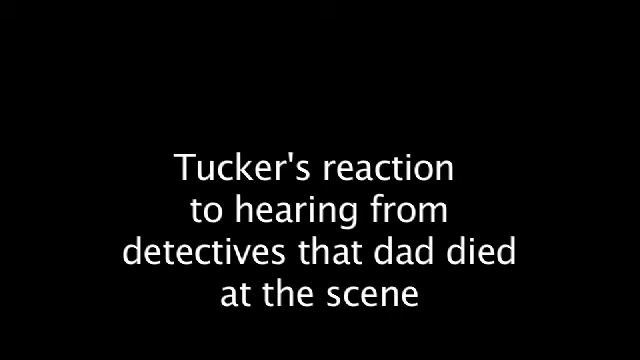 Tucker's reaction
to hearing from
detectives that dad died
at the scene